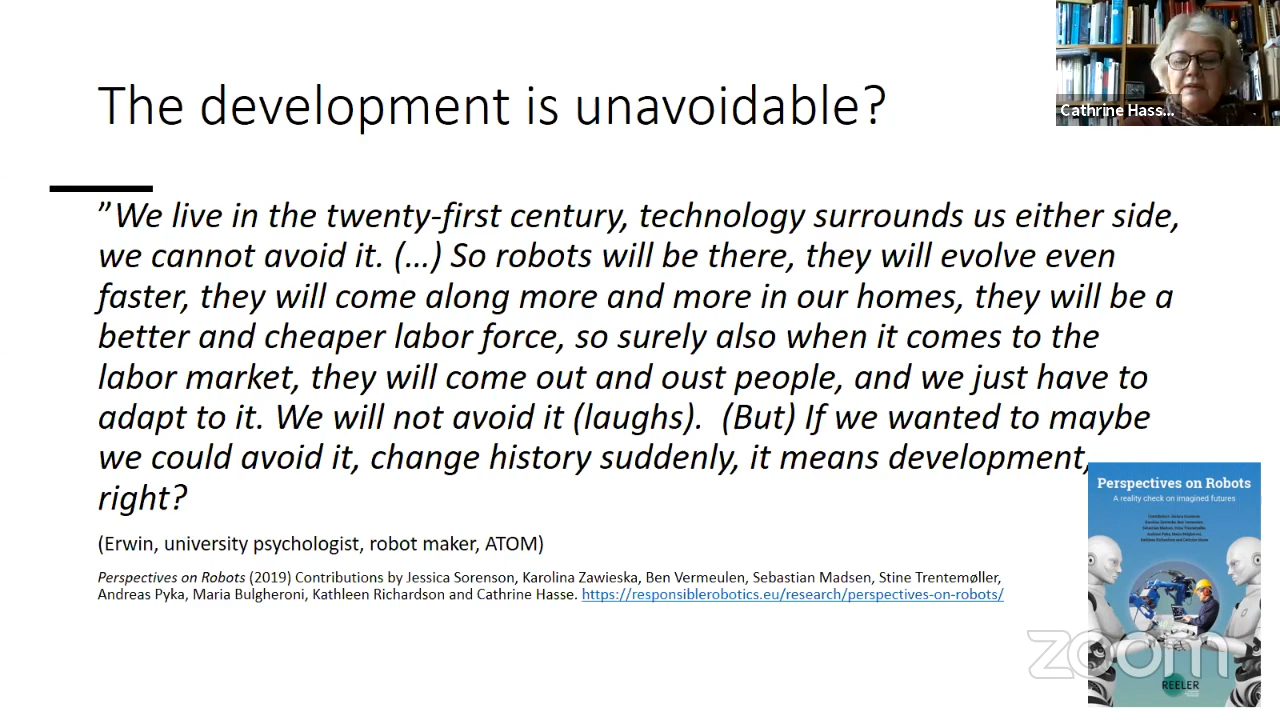 The development is unavoidable?
Cathrine Hass...
”We live in the twenty-first century, technology surrounds us either side,
we cannot avoid it. (…) So robots will be there, they will evolve even
faster, they will come along more and more in our homes, they will be a
better and cheaper labor force, so surely also when it comes to the
labor market, they will come out and oust people, and we just have to
adapt to it. We will not avoid it (laughs).  (But) If we wanted to maybe
we could avoid it, change history suddenly, it means development,
right?
(Erwin, university psychologist, robot maker, ATOM)
Perspectives on Robots (2019) Contributions by Jessica Sorenson, Karolina Zawieska, Ben Vermeulen, Sebastian Madsen, Stine Trentemøller,
Andreas Pyka, Maria Bulgheroni, Kathleen Richardson and Cathrine Hasse. https://responsiblerobotics.eu/research/perspectives-on-robots/
Perspectives on Robots
A reality check on imagined futures
REELER
zoom